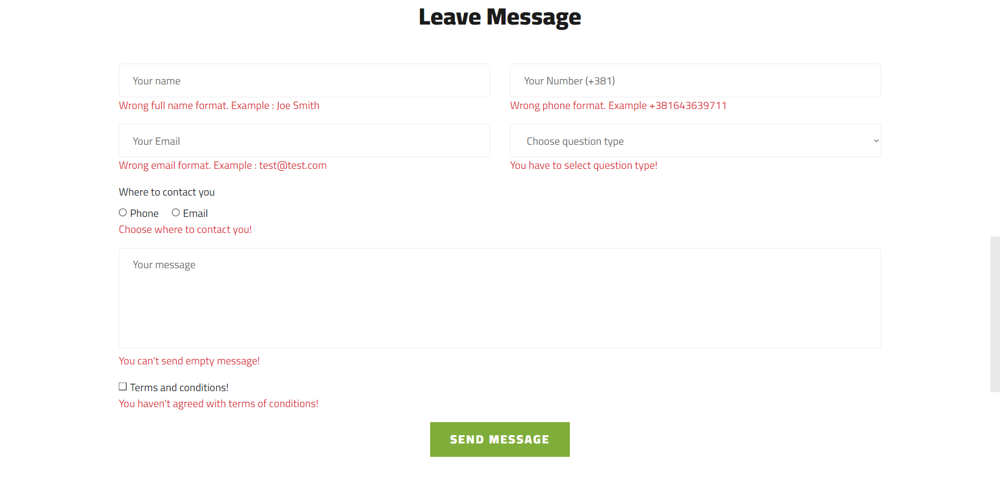 Leave Message
Your name
Your Number (+381)
Wrong full name format. Example : Joe Smith
Wrong phone format. Example +381643639711
Your Email
Choose question type
Wrong email format. Example : test@test.com
You have to select question type!
Where to contact you
Phone Email
Choose where to contact you!
Your message
You can't send empty message!
Terms and conditions!
You haven't agreed with terms of conditions!
SEND MESSAGE